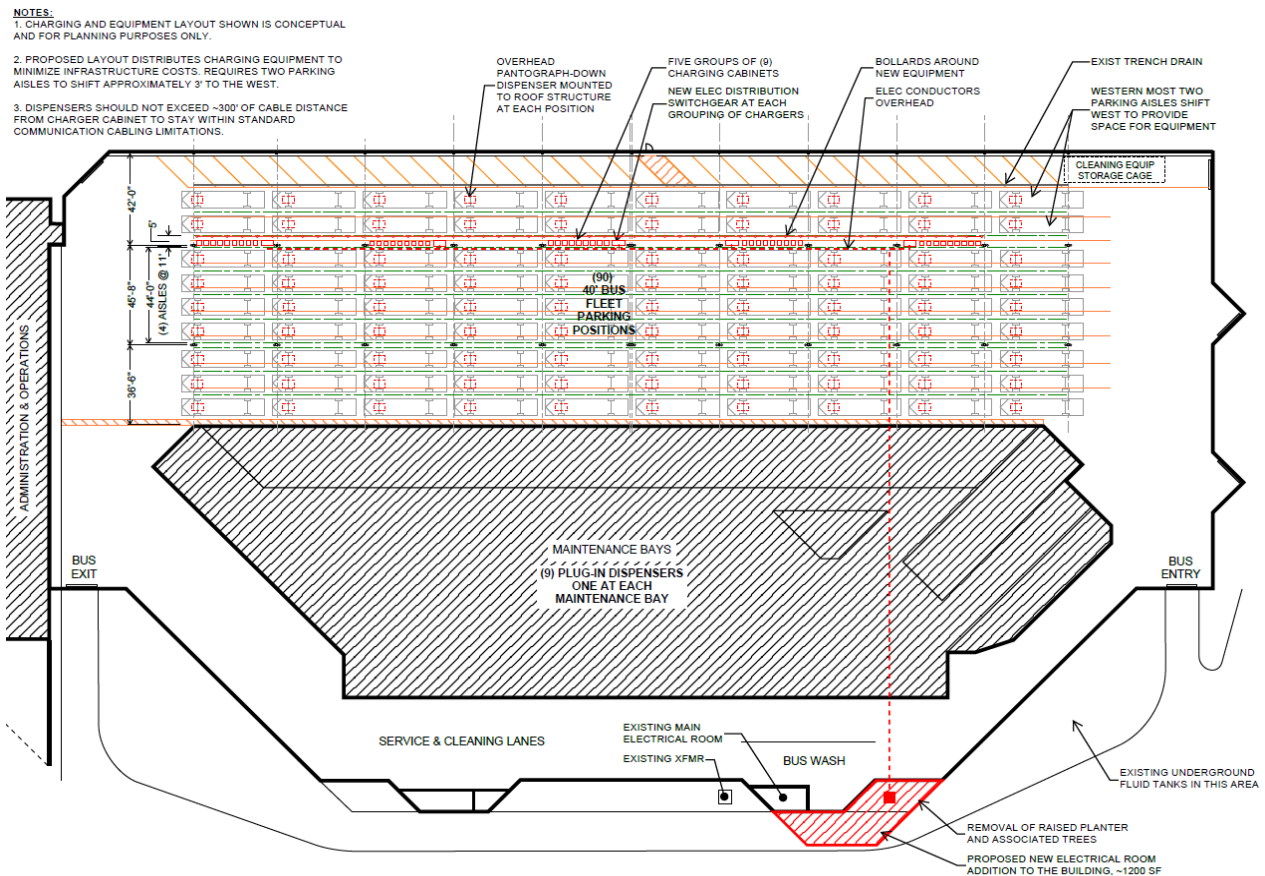 NOTES:
1. CHARGING AND EQUIPMENT LAYOUT SHOWN IS CONCEPTUAL
AND FOR PLANNING PURPOSES ONLY.
2. PROPOSED LAYOUT DISTRIBUTES CHARGING EQUIPMENT TO
MINIMIZE INFRASTRUCTURE COSTS. REQUIRES TWO PARKING
AISLES TO SHIFT APPROXIMATELY 3' TO THE WEST.
3. DISPENSERS SHOULD NOT EXCEED ~300' OF CABLE DISTANCE
FROM CHARGER CABINET TO STAY WITHIN STANDARD
COMMUNICATION CABLING LIMITATIONS.
OVERHEAD
PANTOGRAPH-DOWN
DISPENSER MOUNTED
TO ROOF STRUCTURE
AT EACH POSITION
FIVE GROUPS OF (9)
CHARGING CABINETS
NEW ELEC DISTRIBUTION
SWITCHGEAR AT EACH
GROUPING OF CHARGERS
BOLLARDS AROUND
NEW EQUIPMENT
ELEC CONDUCTORS
OVERHEAD
EXIST TRENCH DRAIN
WESTERN MOST TWO
PARKING AISLES SHIFT
WEST TO PROVIDE
SPACE FOR EQUIPMENT
CLEANING EQUIP
STORAGE CAGE
42'-0"
5'
45'-8"
44'-0"
(4) AISLES @ 11'
36'-6"
(90)
40' BUS
FLEET
PARKING
POSITIONS
ADMINISTRATION & OPERATIONS
MAINTENANCE BAYS
(9) PLUG-IN DISPENSERS
ONE AT EACH
MAINTENANCE BAY
BUS
EXIT
BUS
ENTRY
SERVICE & CLEANING LANES
EXISTING MAIN
ELECTRICAL ROOM
EXISTING XFMR
BUS WASH
EXISTING UNDERGROUND
FLUID TANKS IN THIS AREA
REMOVAL OF RAISED PLANTER
AND ASSOCIATED TREES
PROPOSED NEW ELECTRICAL ROOM
ADDITION TO THE BUILDING, ~1200 SF